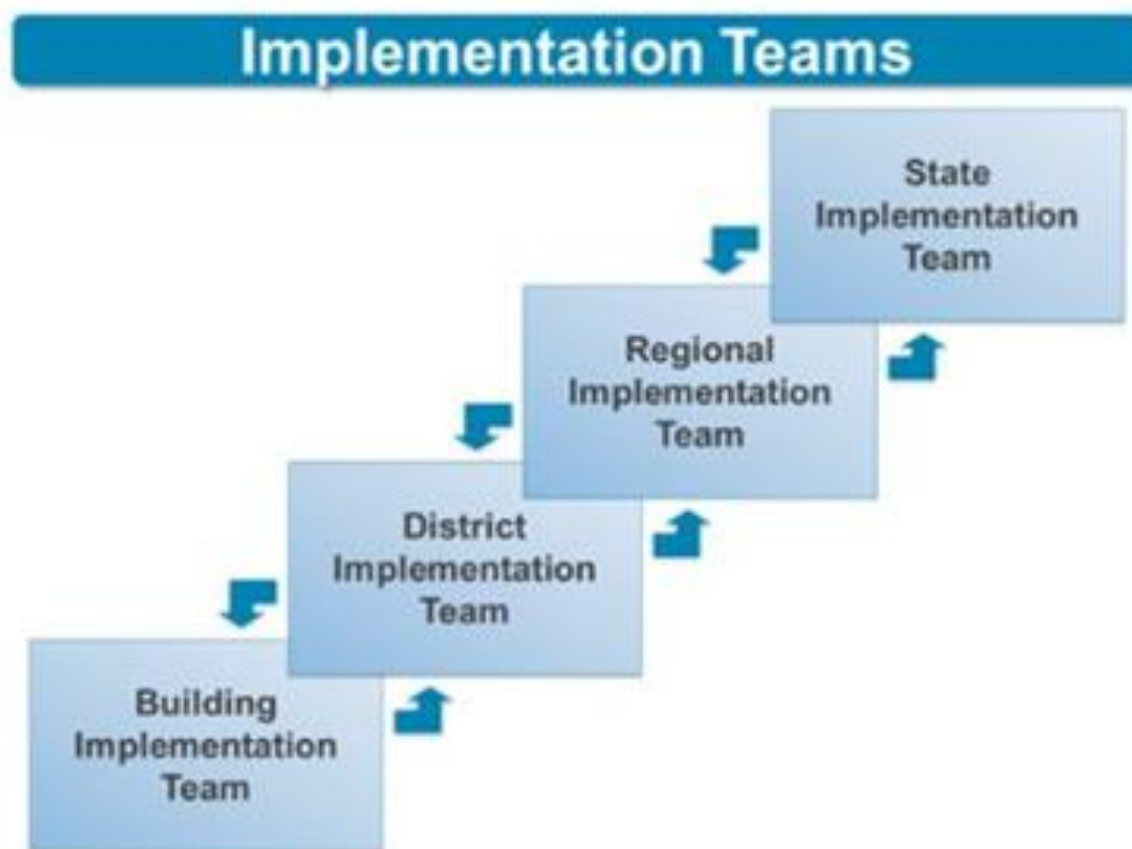 Implementation Teams
State
Implementation
Team
Regional
Implementation
Team
District
Implementation
Team
Building
Implementation
Team